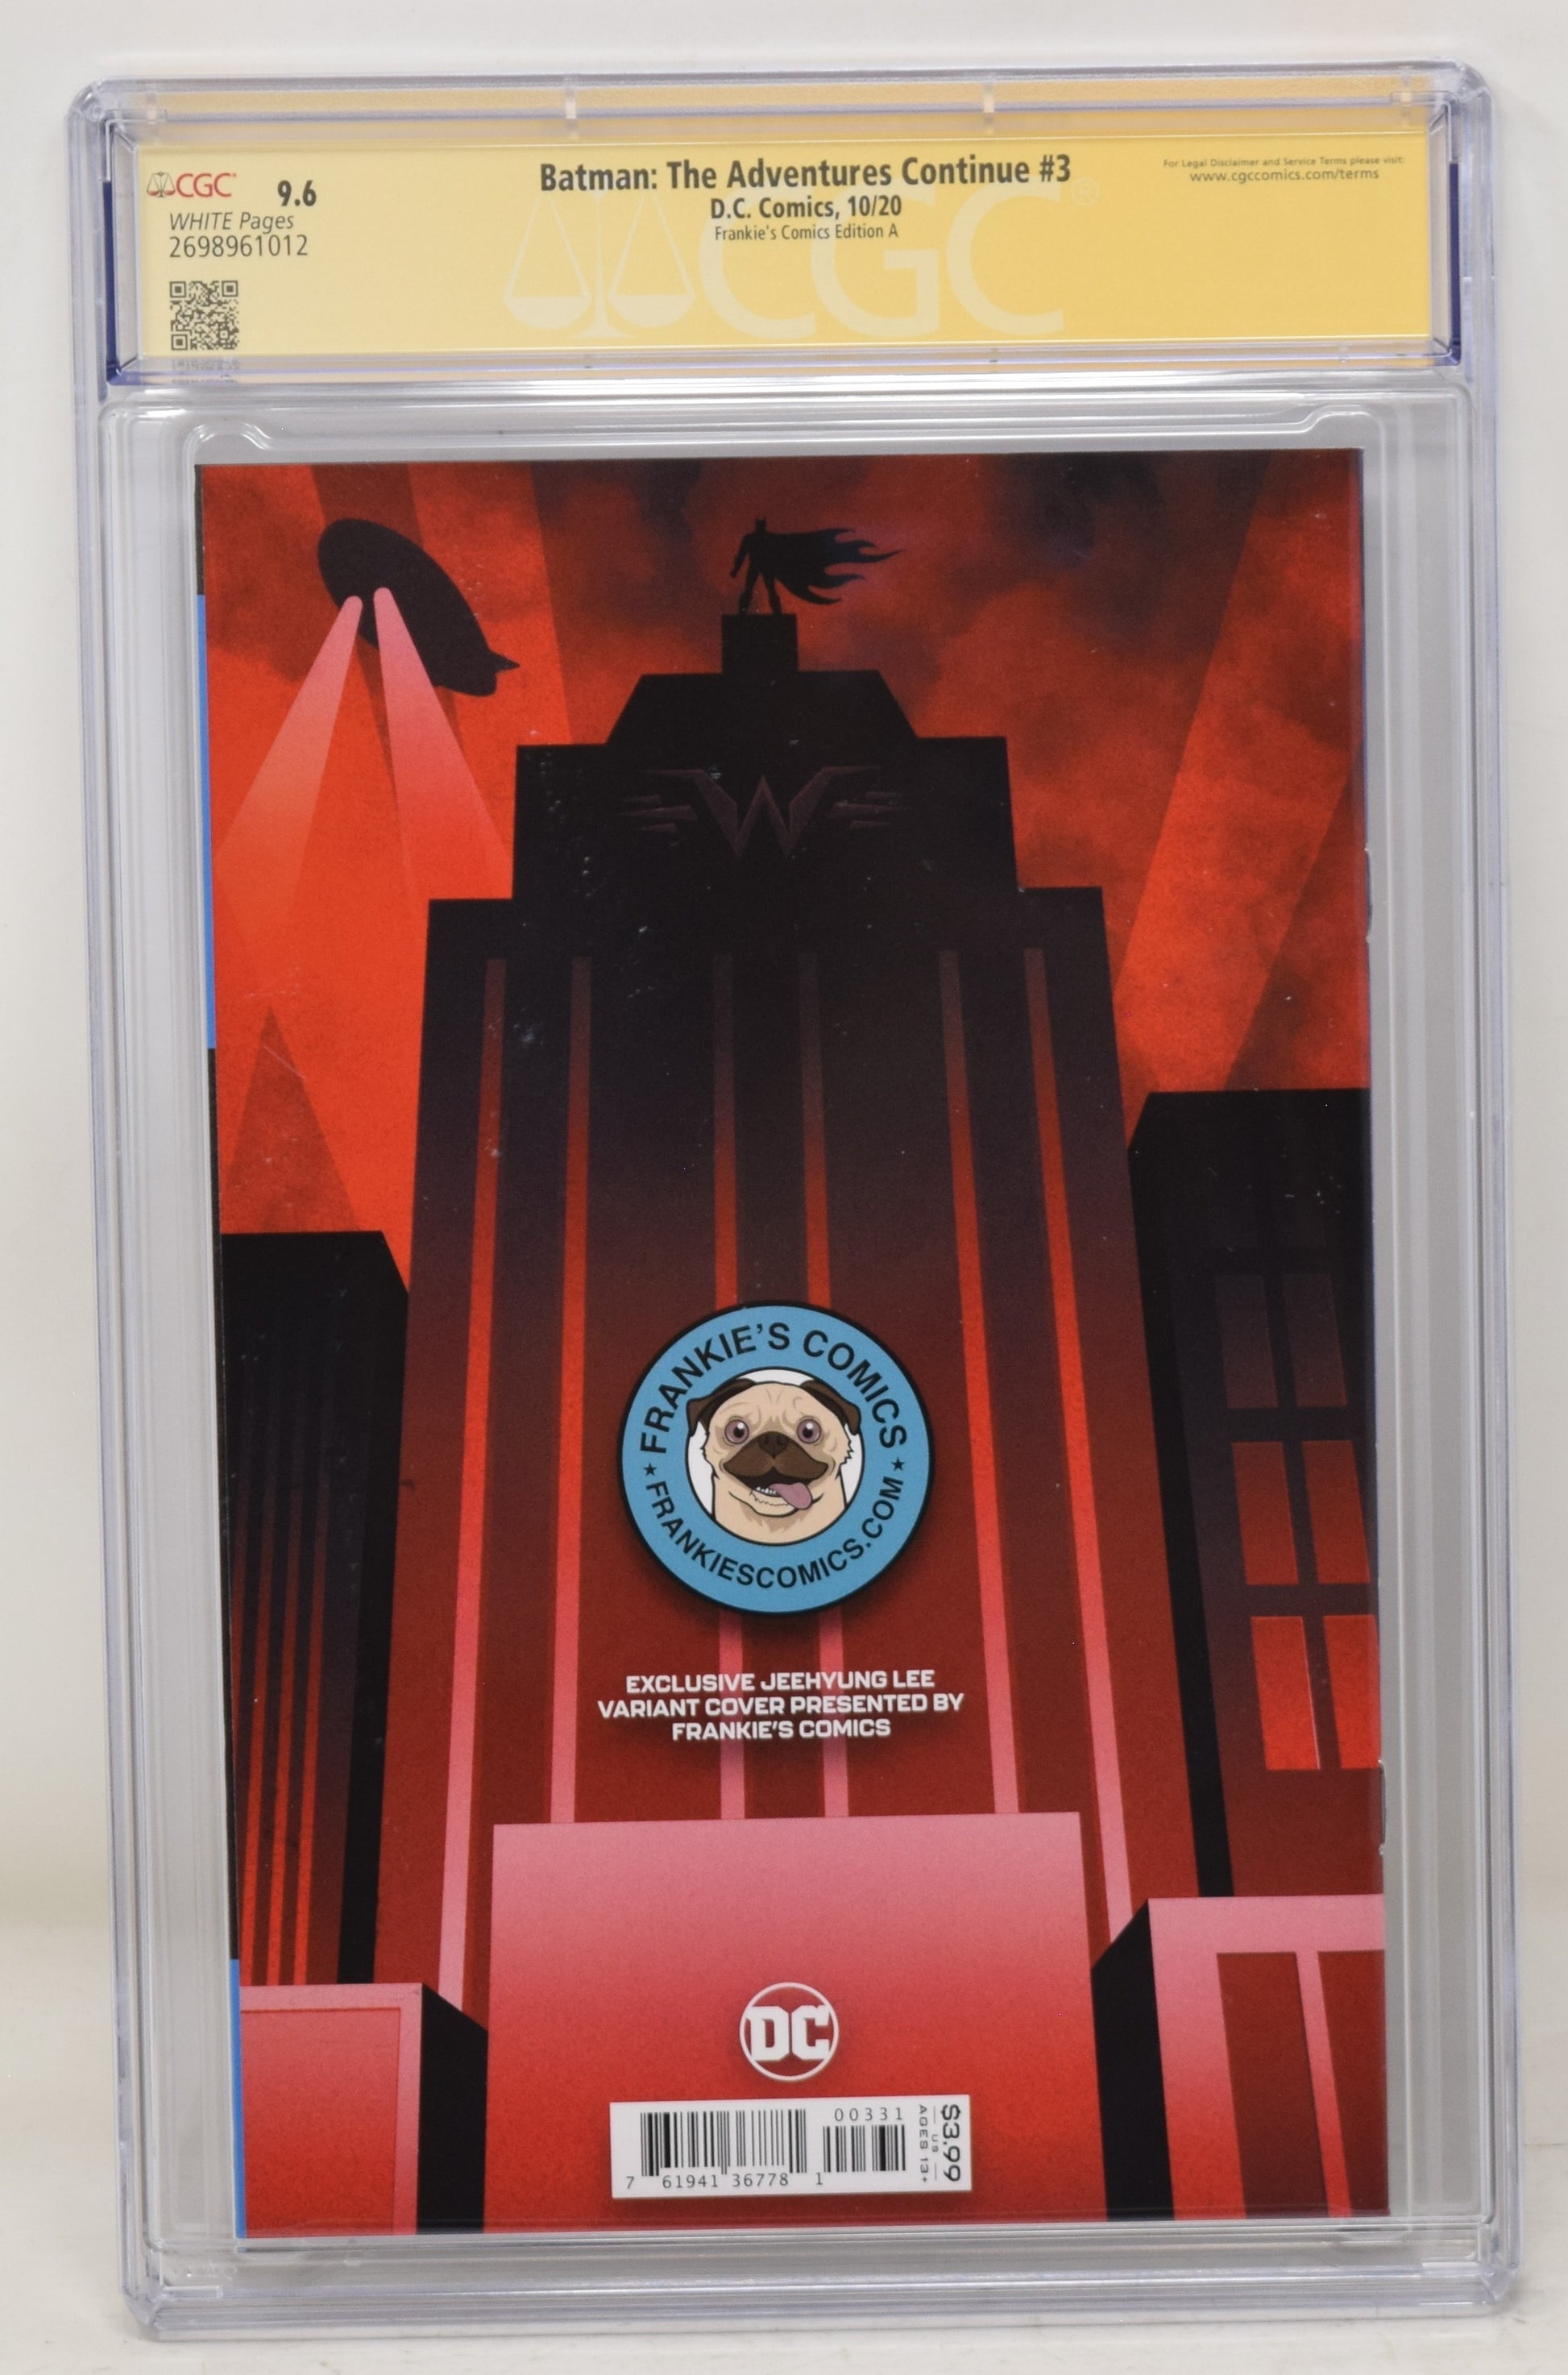 CGC
9.6
WHITE Pages
2698961012
Batman: The Adventures Continue #3
D.C. Comics, 10/20
Frankie's Comics Edition A
For Legal Disclaimer and Service Terms please visit:
www.cgccomics.com/terms
CGC®
W
FRANKIE'S COMICS
★ FRANKIESCOMICS.COM ★
EXCLUSIVE JEEHYUNG LEE
VARIANT COVER PRESENTED BY
FRANKIE'S COMICS
DC
00331
7 61941 36778 1
$3.99
US
AGES 13+